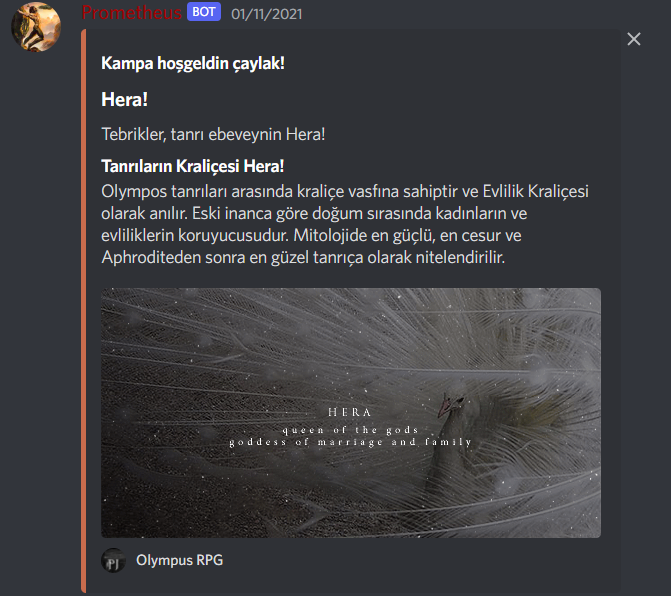 Prometheus BOT 01/11/2021
Kampa hoşgeldin çaylak!
Hera!
Tebrikler, tanrı ebeveynin Hera!
Tanrıların Kraliçesi Hera!
Olympos tanrıları arasında kraliçe vasfına sahiptir ve Evlilik Kraliçesi
olarak anılır. Eski inanca göre doğum sırasında kadınların ve
evliliklerin koruyucusudur. Mitolojide en güçlü, en cesur ve
Aphroditeden sonra en güzel tanrıça olarak nitelendirilir.
HERA
queen of the gods
goddess of marriage and family
PJ Olympus RPG